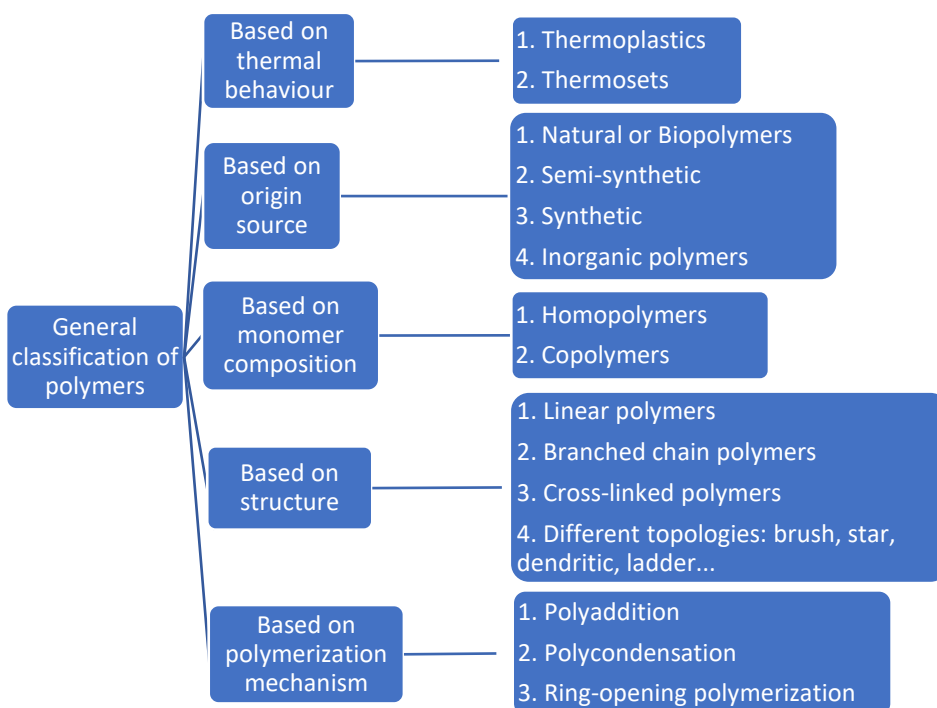 General
classification of
polymers
Based on
thermal
behaviour
1. Thermoplastics
2. Thermosets
Based on
origin
source
1. Natural or Biopolymers
2. Semi-synthetic
3. Synthetic
4. Inorganic polymers
Based on
monomer
composition
1. Homopolymers
2. Copolymers
Based on
structure
1. Linear polymers
2. Branched chain polymers
3. Cross-linked polymers
4. Different topologies: brush, star,
dendritic, ladder...
Based on
polymerization
mechanism
1. Polyaddition
2. Polycondensation
3. Ring-opening polymerization